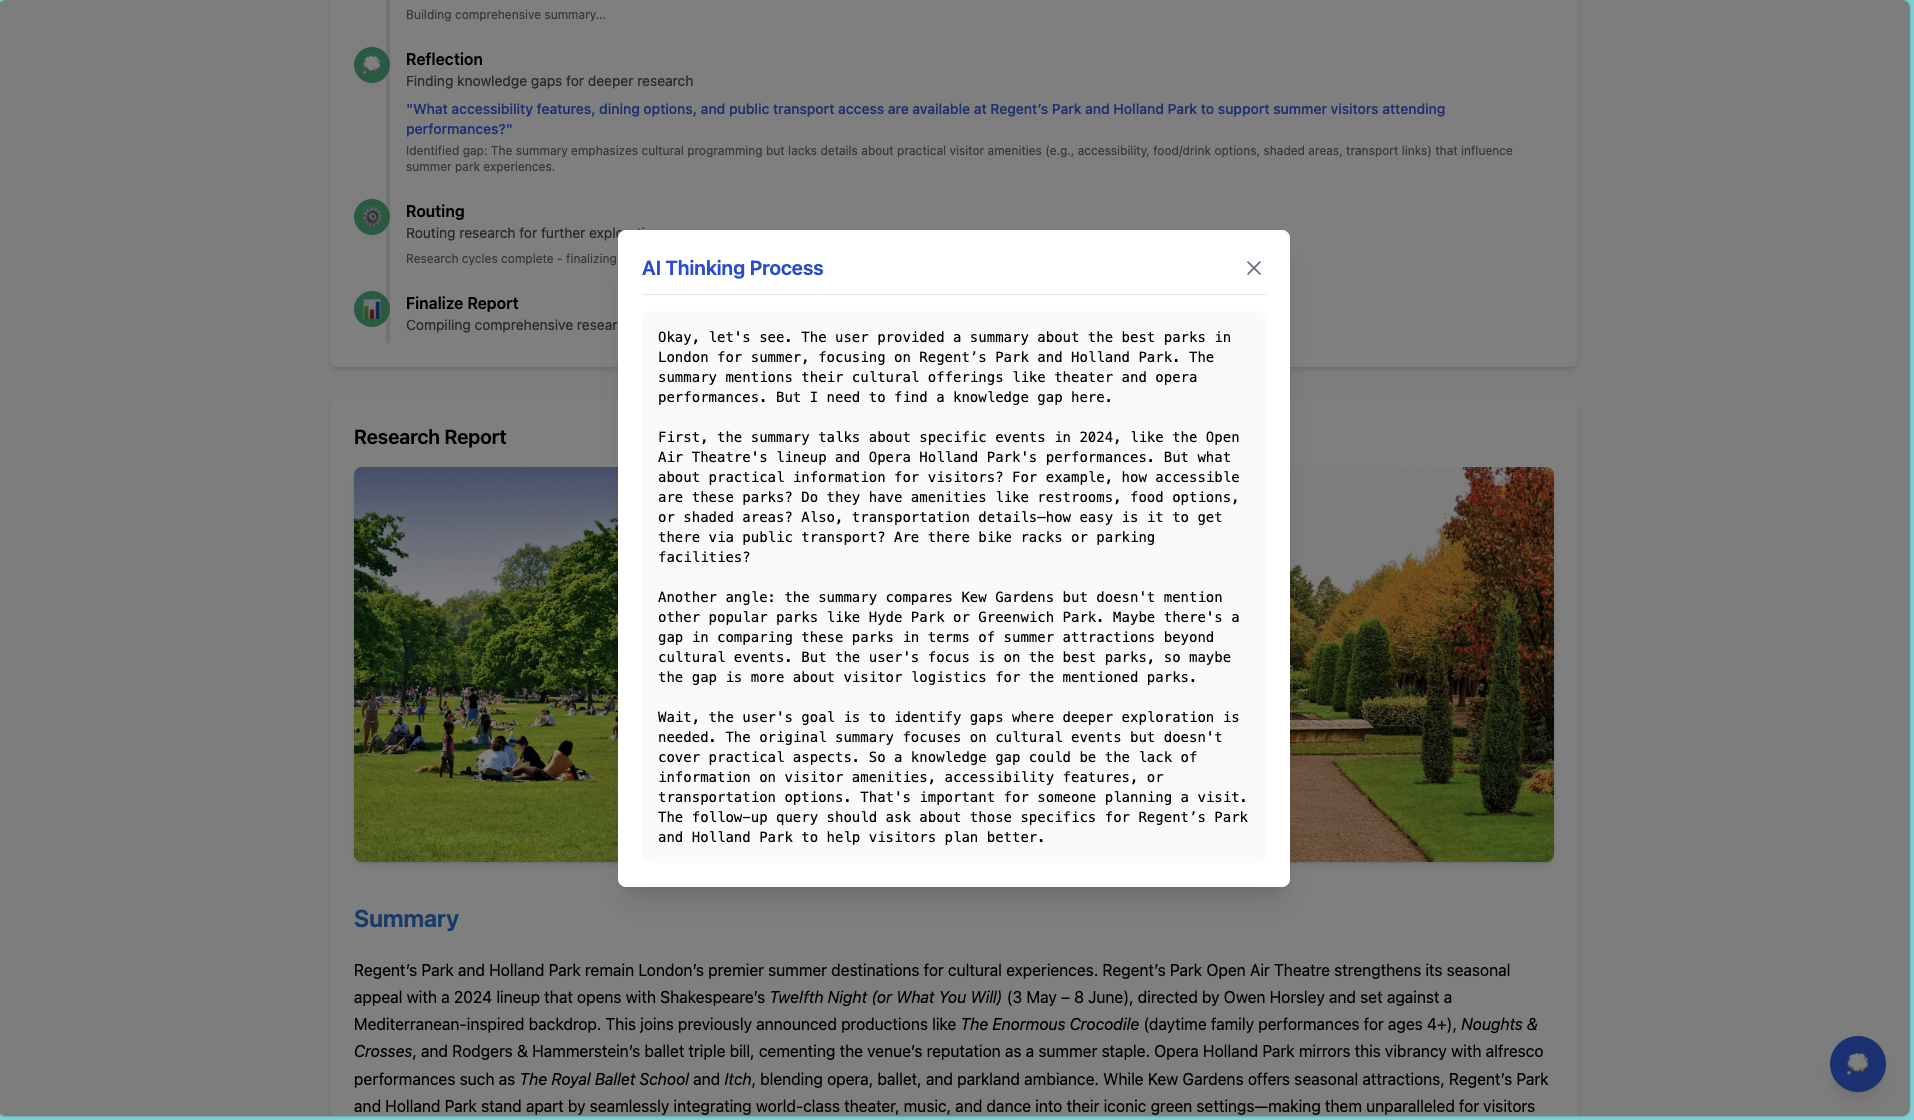 Building comprehensive summary...
Reflection
Finding knowledge gaps for deeper research
"What accessibility features, dining options, and public transport access are available at Regent’s Park and Holland Park to support summer visitors attending
performances?"
Identified gap: The summary emphasizes cultural programming but lacks details about practical visitor amenities (e.g., accessibility, food/drink options, shaded areas, transport links) that influence
summer park experiences.
Routing
Routing research for further
Research cycles complete - finalizing
Finalize Report
Compiling comprehensive
AI Thinking Process
Okay, let's see. The user provided a summary about the best parks in
London for summer, focusing on Regent’s Park and Holland Park. The
summary mentions their cultural offerings like theater and opera
performances. But I need to find a knowledge gap here.
First, the summary talks about specific events in 2024, like the Open
Air Theatre's lineup and Opera Holland Park's performances. But what
about practical information for visitors? For example, how accessible
are these parks? Do they have amenities like restrooms, food options,
or shaded areas? Also, transportation details—how easy is it to get
there via public transport? Are there bike racks or parking
facilities?
Another angle: the summary compares Kew Gardens but doesn't mention
other popular parks like Hyde Park or Greenwich Park. Maybe there's a
gap in comparing these parks in terms of summer attractions beyond
cultural events. But the user's focus is on the best parks, so maybe
the gap is more about visitor logistics for the mentioned parks.
Wait, the user's goal is to identify gaps where deeper exploration is
needed. The original summary focuses on cultural events but doesn't
cover practical aspects. So a knowledge gap could be the lack of
information on visitor amenities, accessibility features, or
transportation options. That's important for someone planning a visit.
The follow-up query should ask about those specifics for Regent’s Park
and Holland Park to help visitors plan better.
Research Report
Summary
Regent’s Park and Holland Park remain London’s premier summer destinations for cultural experiences. Regent’s Park Open Air Theatre strengthens its seasonal
appeal with a 2024 lineup that opens with Shakespeare’s Twelfth Night (or What You Will) (3 May – 8 June), directed by Owen Horsley and set against a
Mediterranean-inspired backdrop. This joins previously announced productions like The Enormous Crocodile (daytime family performances for ages 4+), Noughts &
Crosses, and Rodgers & Hammerstein’s ballet triple bill, cementing the venue’s reputation as a summer staple. Opera Holland Park mirrors this vibrancy with alfresco
performances such as The Royal Ballet School and Itch, blending opera, ballet, and parkland ambiance. While Kew Gardens offers seasonal attractions, Regent’s Park
and Holland Park stand apart by seamlessly integrating world-class theater, music, and dance into their iconic green settings—making them unparalleled for visitors